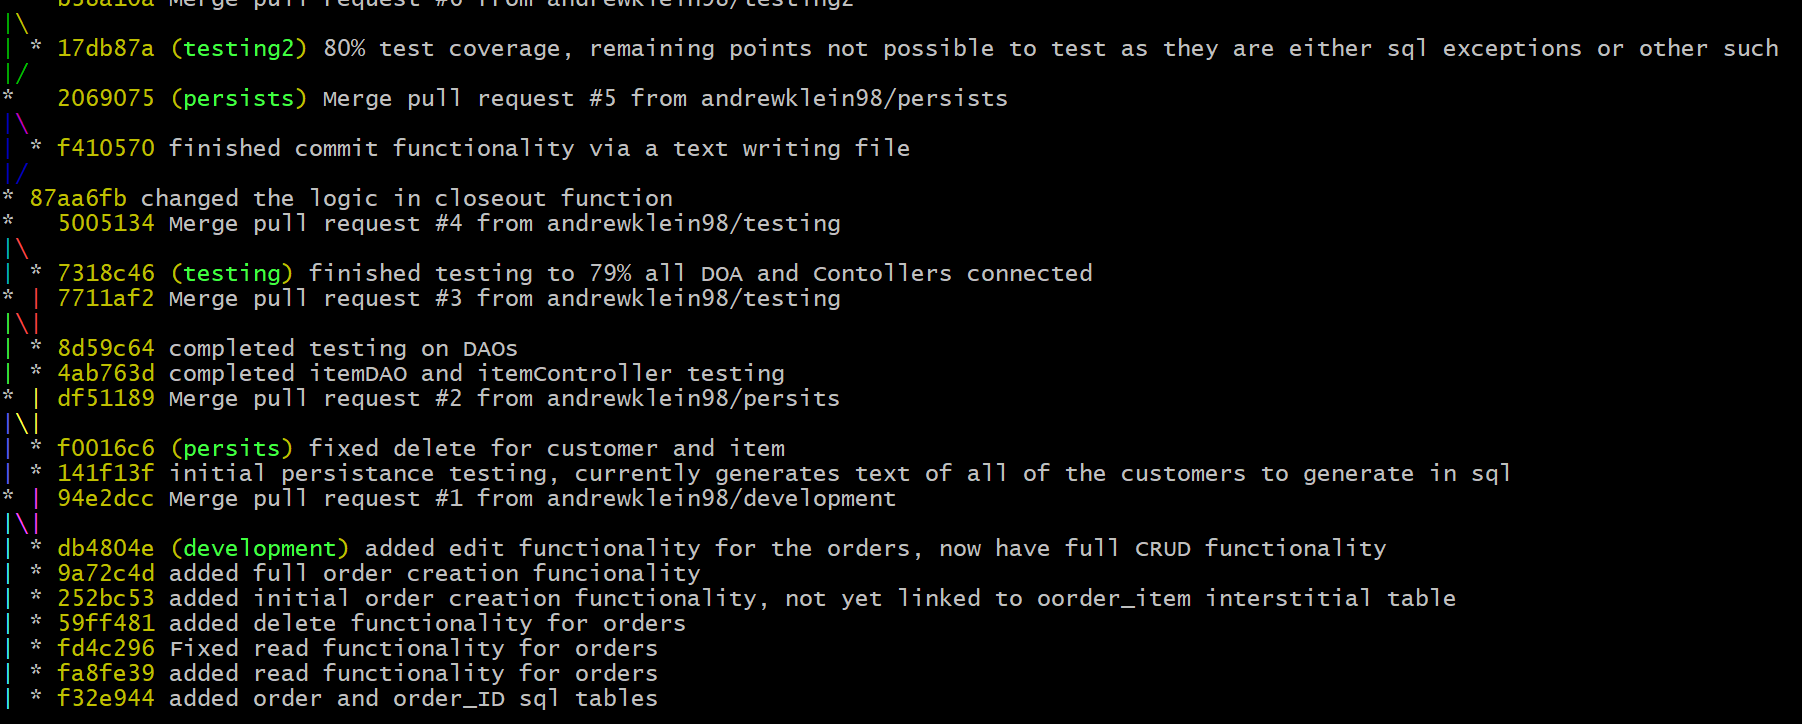 b38a10a Merge pull request #6 from andrewklein98/testing2
|\
| * 17db87a (testing2) 80% test coverage, remaining points not possible to test as they are either sql exceptions or other such
|/
*   2069075 (persists) Merge pull request #5 from andrewklein98/persists
|\
| * f410570 finished commit functionality via a text writing file
|/
* 87aa6fb changed the logic in closeout function
*   5005134 Merge pull request #4 from andrewklein98/testing
|\
| * 7318c46 (testing) finished testing to 79% all DOA and Contollers connected
* | 7711af2 Merge pull request #3 from andrewklein98/testing
|\|
| * 8d59c64 completed testing on DAOs
| * 4ab763d completed itemDAO and itemController testing
* | df51189 Merge pull request #2 from andrewklein98/persits
|\|
| * f0016c6 (persits) fixed delete for customer and item
| * 141f13f initial persistance testing, currently generates text of all of the customers to generate in sql
* | 94e2dcc Merge pull request #1 from andrewklein98/development
|\|
| * db4804e (development) added edit functionality for the orders, now have full CRUD functionality
| * 9a72c4d added full order creation funcionality
| * 252bc53 added initial order creation functionality, not yet linked to oorder_item interstitial table
| * 59ff481 added delete functionality for orders
| * fd4c296 Fixed read functionality for orders
| * fa8fe39 added read functionality for orders
| * f32e944 added order and order_ID sql tables